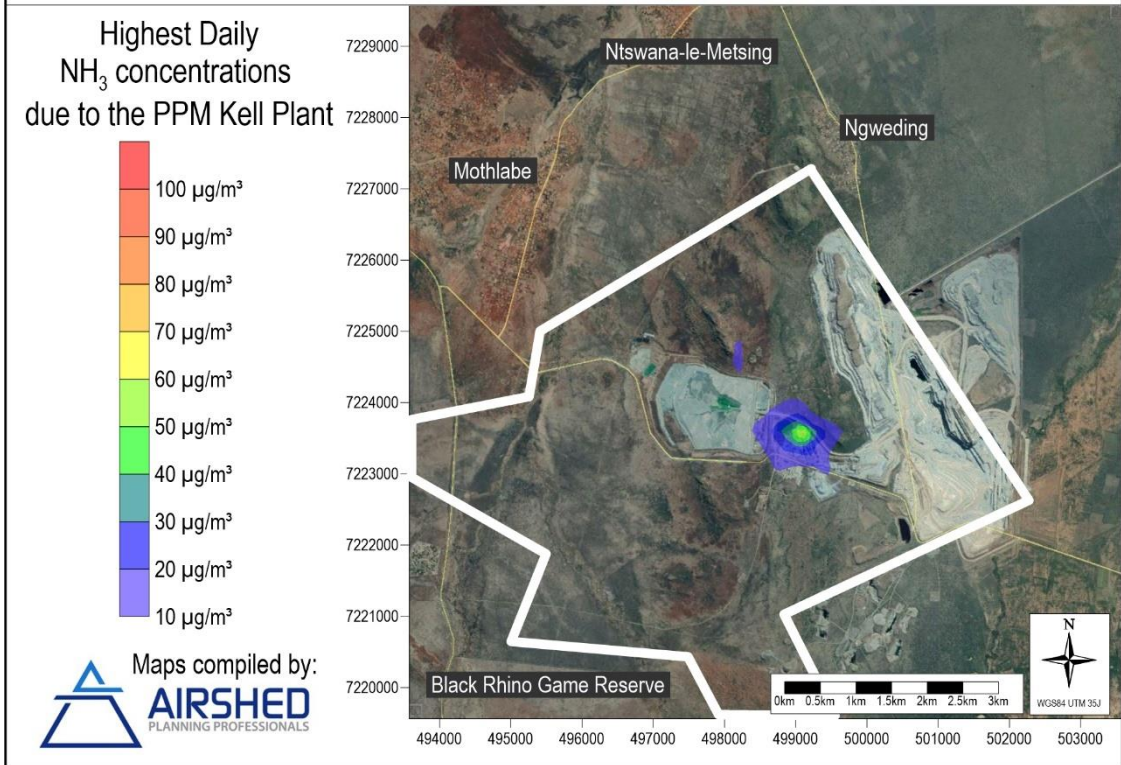 Highest Daily
NH₃ concentrations
due to the PPM Kell Plant
100 µg/m³
90 µg/m³
80 µg/m³
70 µg/m³
60 µg/m³
50 µg/m³
40 µg/m³
30 µg/m³
20 µg/m³
10 µg/m³
Maps compiled by:
AIRSHED
PLANNING PROFESSIONALS
7229000
7228000
7227000
7226000
7225000
7224000
7223000
7222000
7221000
7220000
Ntswana-le-Metsing
Ngweding
Mothlabe
Black Rhino Game Reserve
0km 0.5km 1km 1.5km 2km 2.5km 3km
N
WGS84 UTM 35J
494000 495000 496000 497000 498000 499000 500000 501000 502000 503000